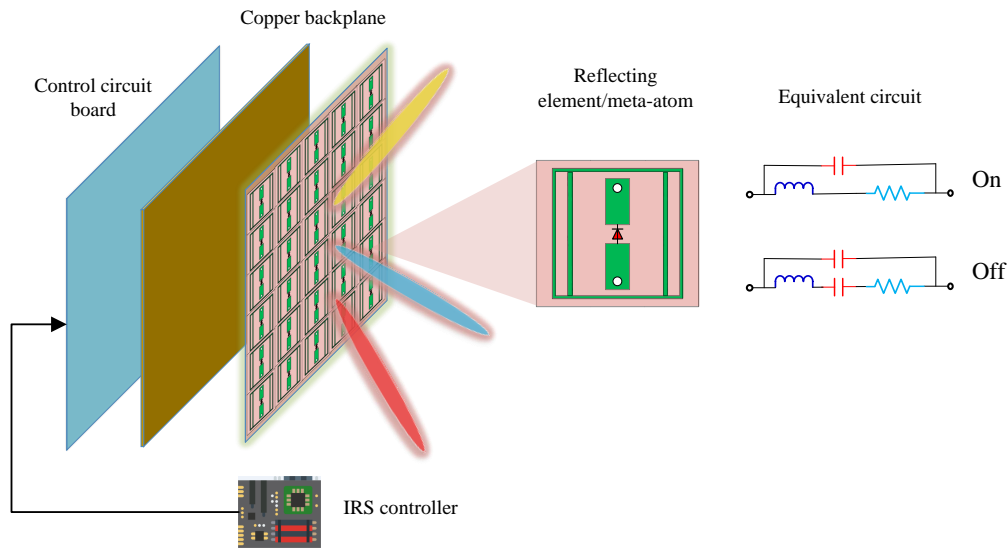 Copper backplane
Control circuit
board
Reflecting
element/meta-atom
Equivalent circuit
On
Off
IRS controller